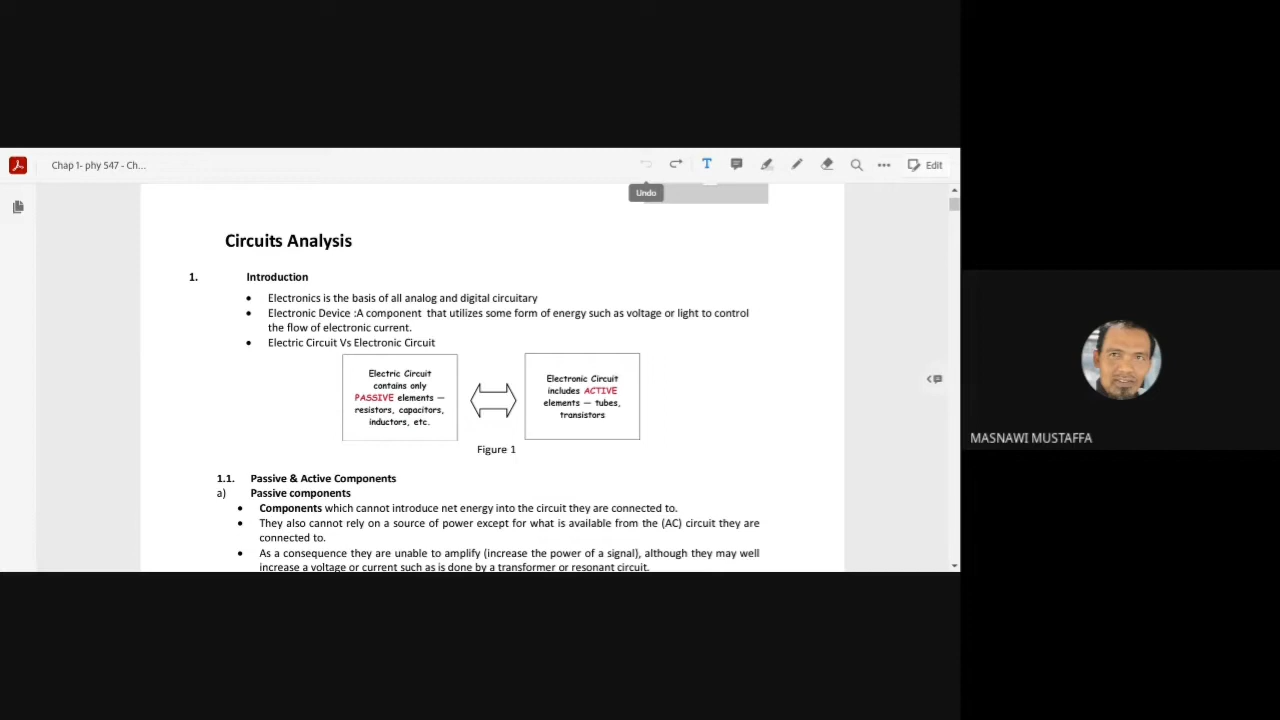 Chap 1- phy 547 - Ch...
T
Edit
Undo
Circuits Analysis
1. Introduction
• Electronics is the basis of all analog and digital circuitary
• Electronic Device :A component that utilizes some form of energy such as voltage or light to control
the flow of electronic current.
• Electric Circuit Vs Electronic Circuit
Electric Circuit
contains only
PASSIVE elements —
resistors, capacitors,
inductors, etc.
Electronic Circuit
includes ACTIVE
elements — tubes,
transistors
Figure 1
1.1. Passive & Active Components
a) Passive components
• Components which cannot introduce net energy into the circuit they are connected to.
• They also cannot rely on a source of power except for what is available from the (AC) circuit they are
connected to.
• As a consequence they are unable to amplify (increase the power of a signal), although they may well
increase a voltage or current such as is done by a transformer or resonant circuit.
MASNAWI MUSTAFFA